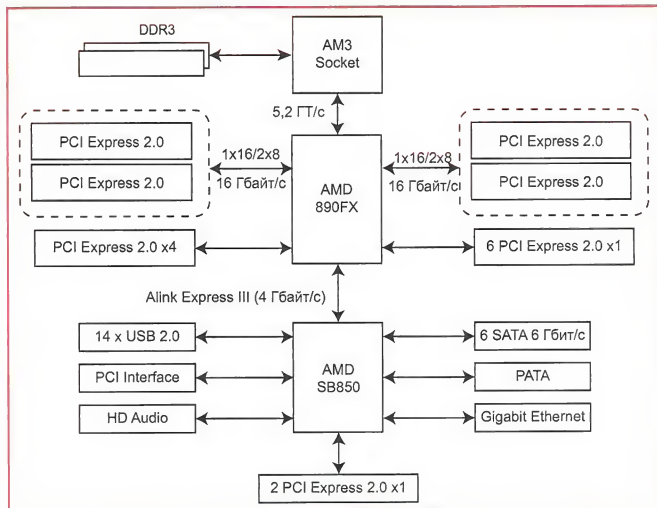 DDR3
AM3
Socket
5,2 ГТ/с
PCI Express 2.0
PCI Express 2.0
1x16/2x8
16 Гбайт/с
AMD
890FX
1x16/2x8
16 Гбайт/с
PCI Express 2.0
PCI Express 2.0
PCI Express 2.0 x4
6 PCI Express 2.0 x1
Alink Express III (4 Гбайт/с)
14 x USB 2.0
PCI Interface
HD Audio
AMD
SB850
6 SATA 6 Гбит/с
PATA
Gigabit Ethernet
2 PCI Express 2.0 x1